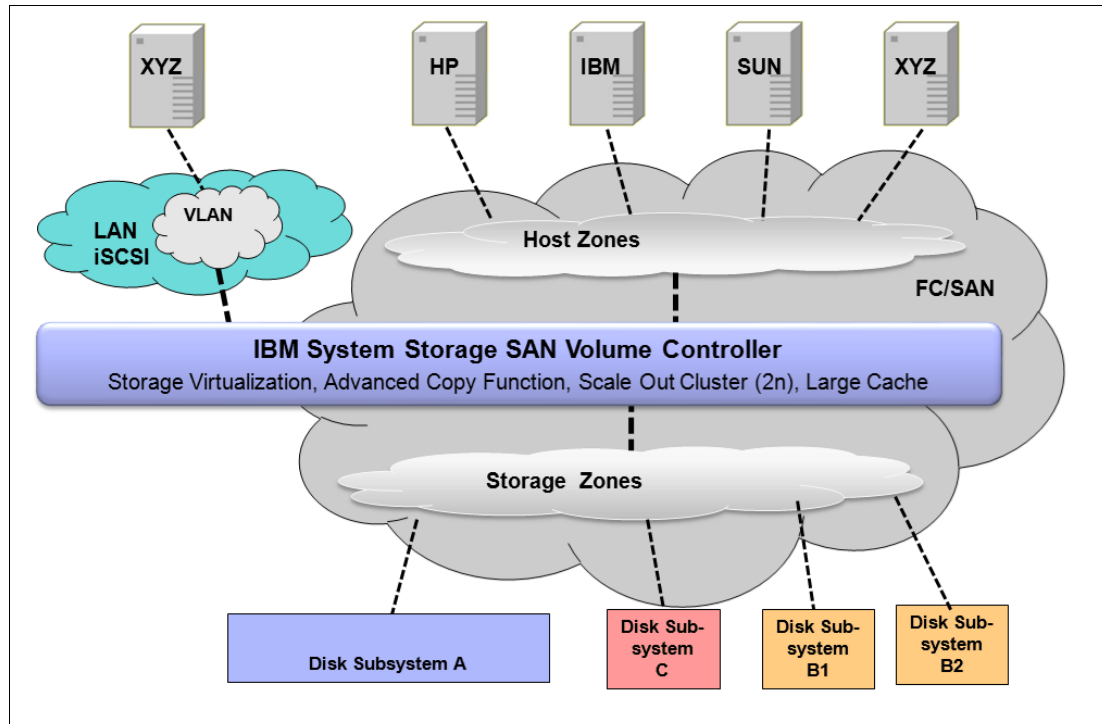 XYZ
HP
IBM
SUN
XYZ
VLAN
LAN
iSCSI
Host Zones
FC/SAN
IBM System Storage SAN Volume Controller
Storage Virtualization, Advanced Copy Function, Scale Out Cluster (2n), Large Cache
Storage Zones
Disk Subsystem A
Disk Sub-
system
C
Disk Sub-
system
B1
Disk Sub-
system
B2